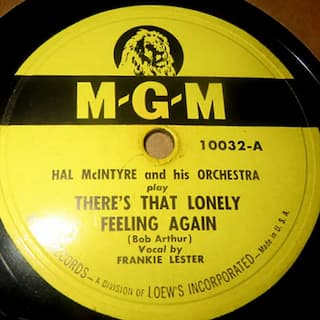 M-G-M
10032-A
HAL McINTYRE and his ORCHESTRA
play
THERE'S THAT LONELY
FEELING AGAIN
(Bob Arthur)
Vocal by
FRANKIE LESTER
RECORDS—A DIVISION OF LOEW'S INCORPORATED—Made in U.S.A.